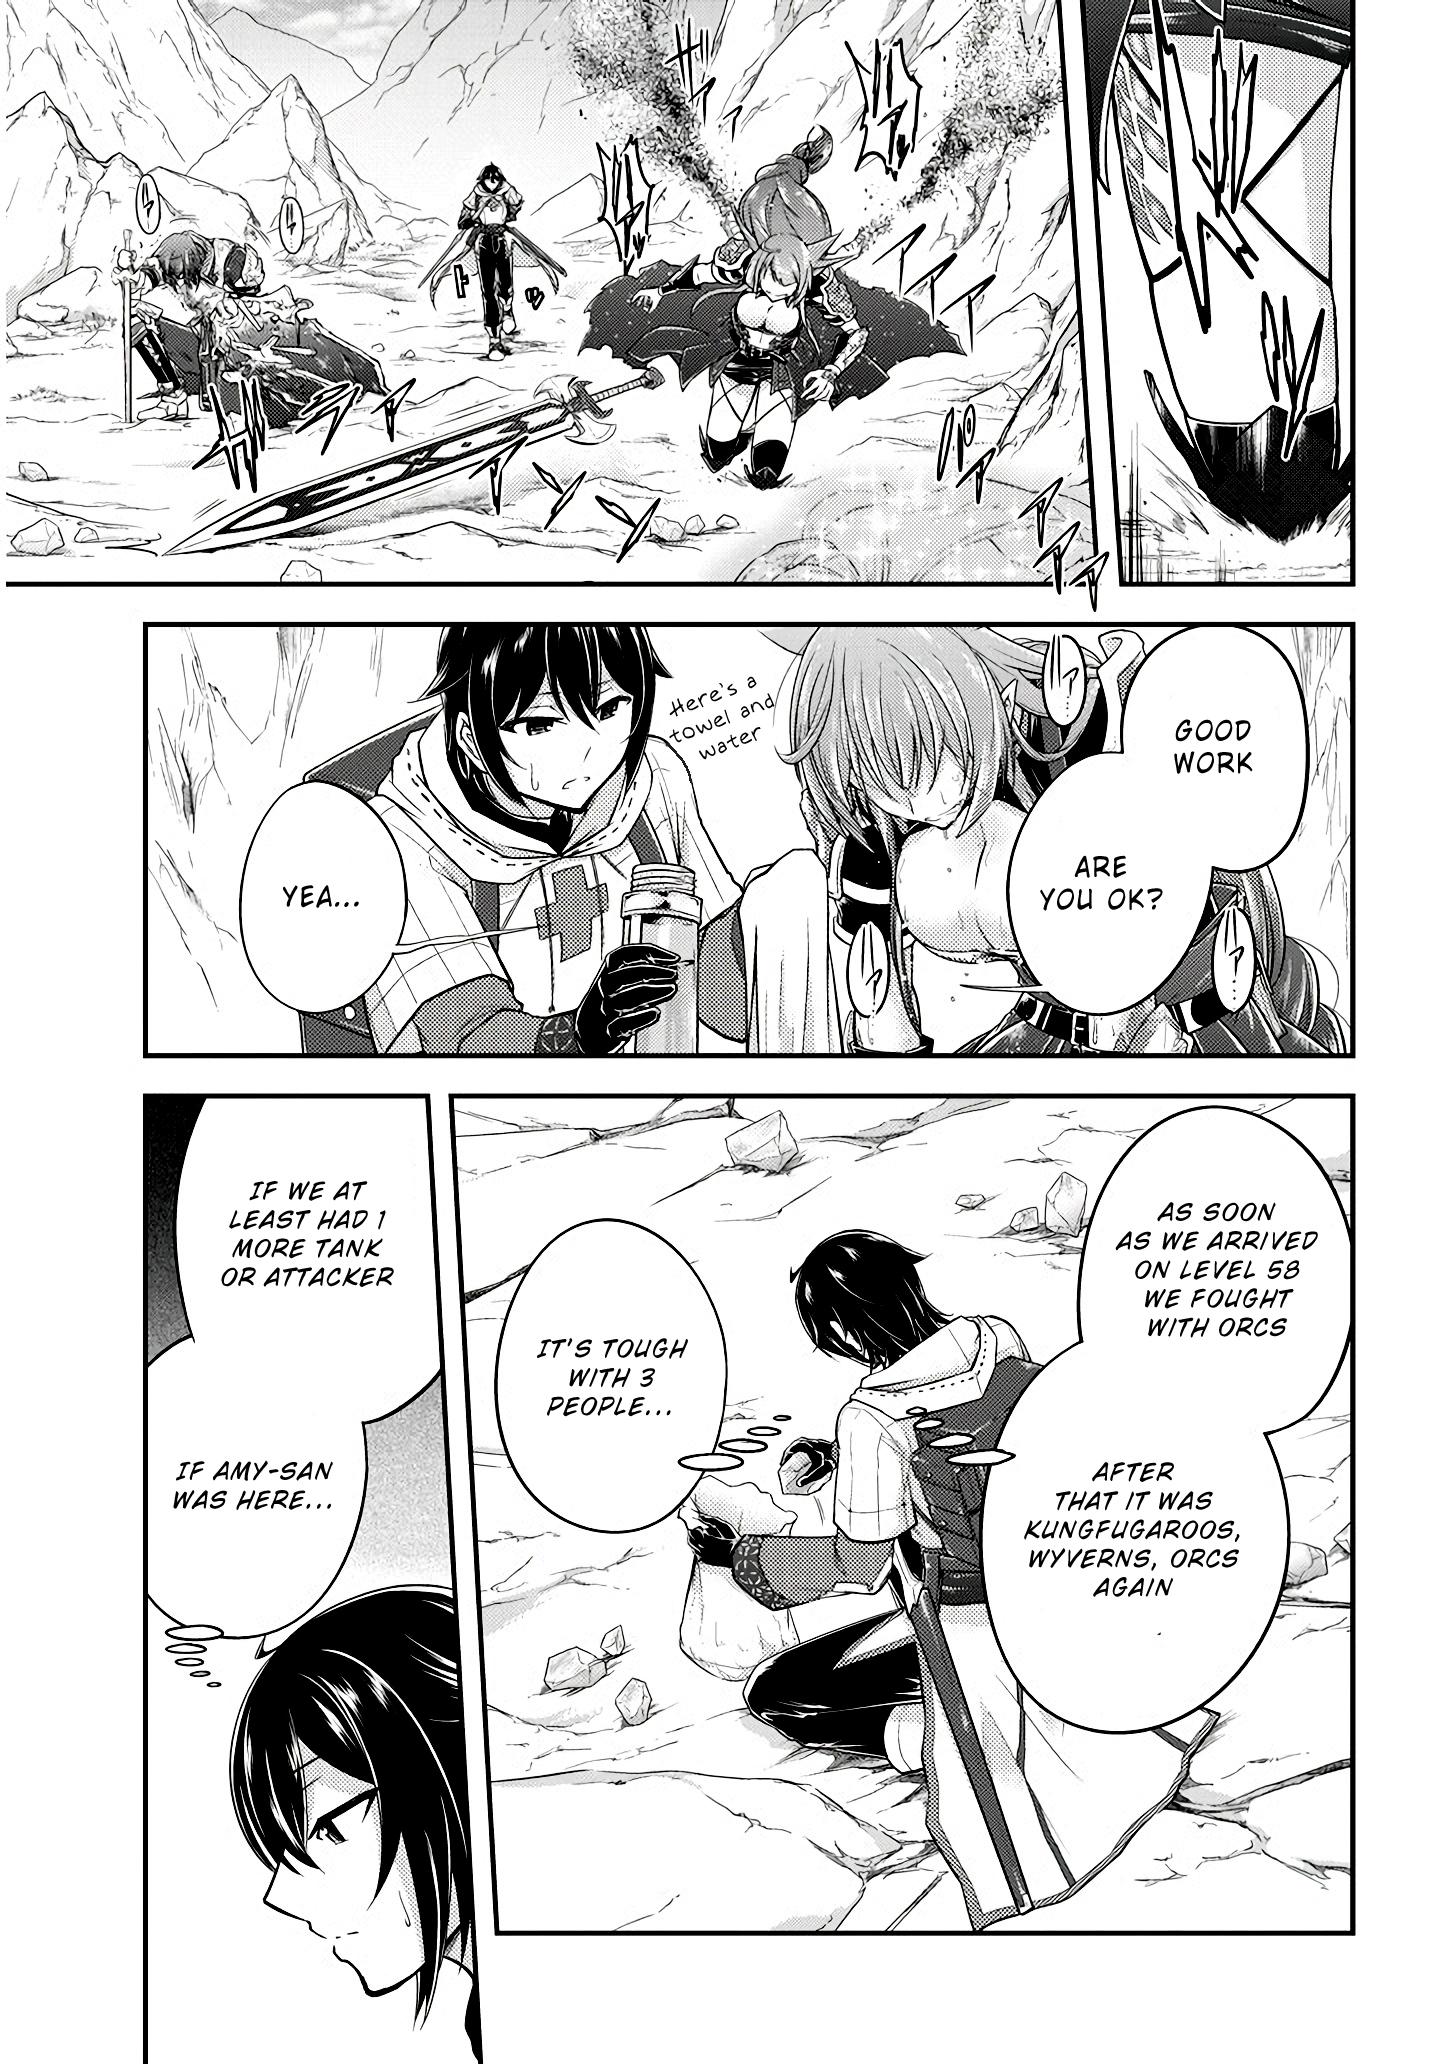 GOOD
WORK
ARE
YOU OK?
Here's a
towel and
water
YEA...
AS SOON
AS WE ARRIVED
ON LEVEL 58
WE FOUGHT
WITH ORCS
AFTER
THAT IT WAS
KUNGFUGAROOS,
WYVERNS, ORCS
AGAIN
IT'S TOUGH
WITH 3
PEOPLE...
IF WE AT
LEAST HAD 1
MORE TANK
OR ATTACKER
IF AMY-SAN
WAS HERE...